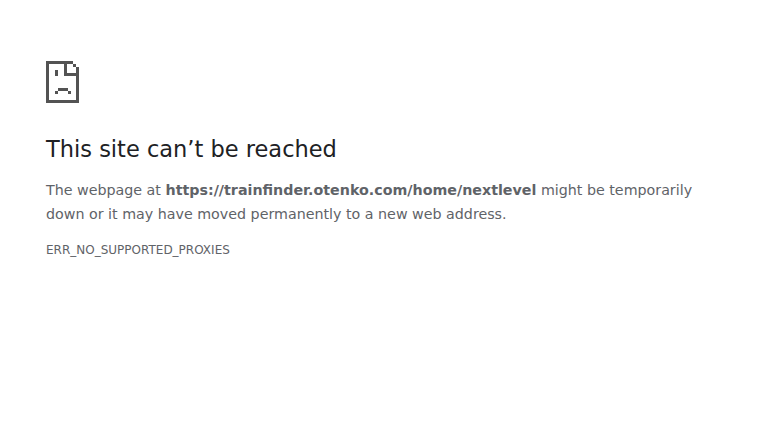 This site can’t be reached
The webpage at https://trainfinder.otenko.com/home/nextlevel might be temporarily
down or it may have moved permanently to a new web address.
ERR_NO_SUPPORTED_PROXIES